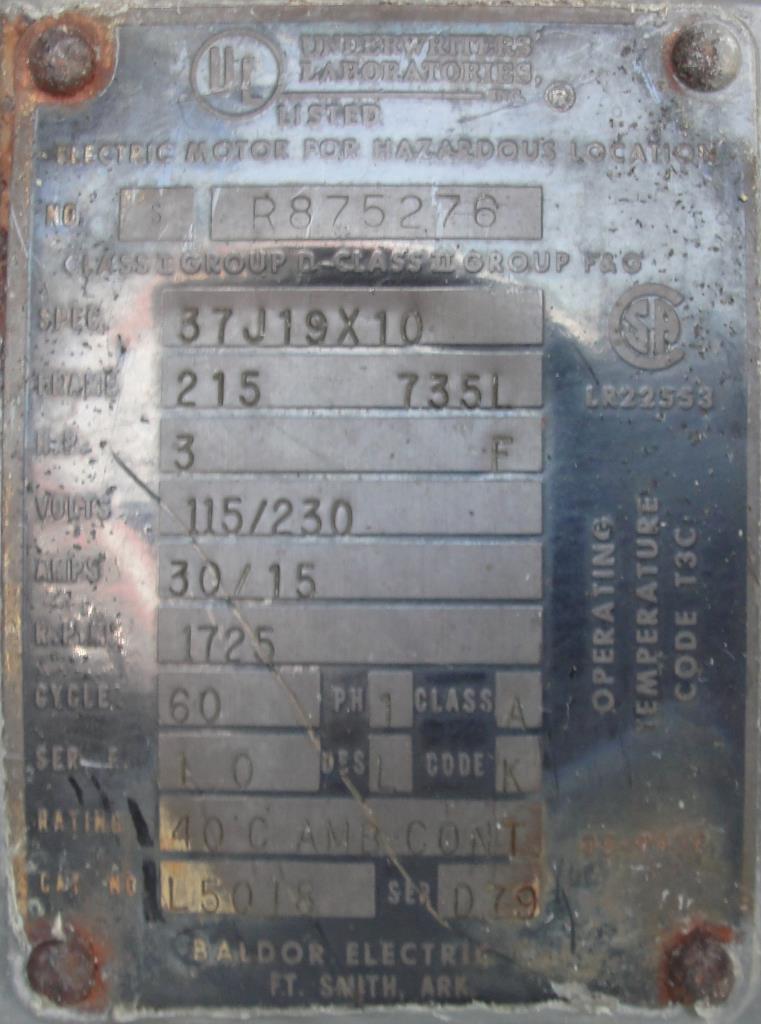 UL UNDERWRITERS
LABORATORIES,
INC. ®
LISTED
ELECTRIC MOTOR FOR HAZARDOUS LOCATION
NO. S R875276
CLASS I GROUP D-CLASS II GROUP F&G
SPEC. 37J19X10
FRAME 215 735L
LR22553
H.P. 3 F
VOLTS 115/230
AMPS 30/15
R.P.M. 1725
CYCLE 60 PH 1 CLASS A
SER. F. 1.0 DES L CODE K
RATING 40 C AMB CONT
CAT. NO. L5018 SER. D79
BALDOR ELECTRIC
FT. SMITH, ARK.
OPERATING
TEMPERATURE
CODE T3C